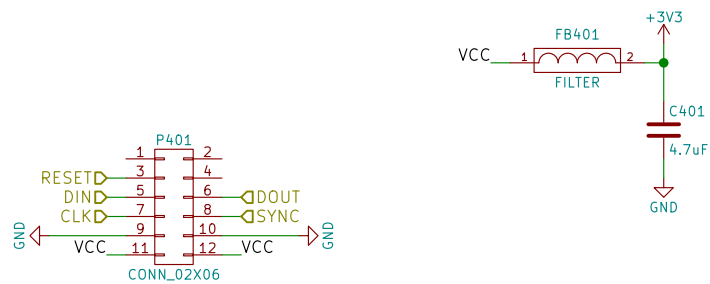 +3V3
FB401
VCC 1 2
FILTER
C401
4.7uF
GND
P401
1 2
RESET 3 4
DIN 5 6 DOUT
CLK 7 8 SYNC
GND 9 10 GND
VCC 11 12 VCC
CONN_02X06